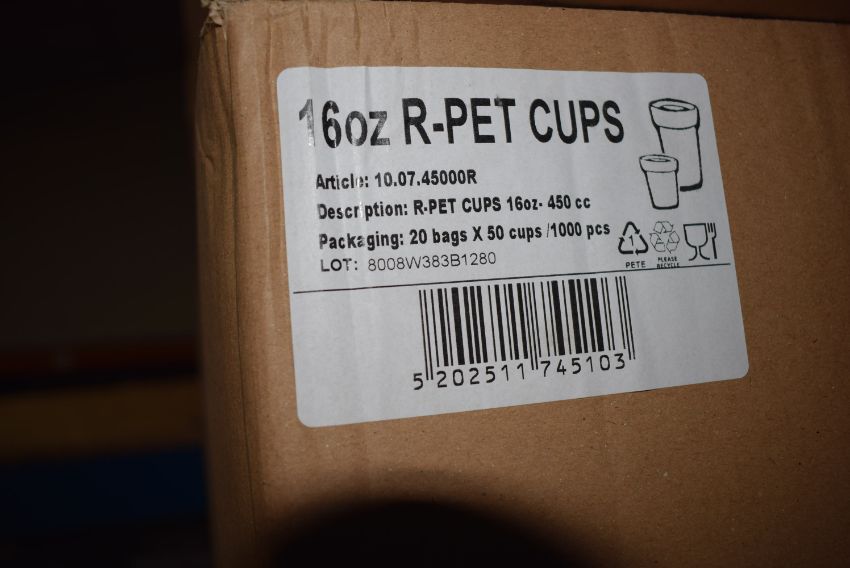 16oz R-PET CUPS
Article: 10.07.45000R
Description: R-PET CUPS 16oz- 450 cc
Packaging: 20 bags X 50 cups /1000 pcs
LOT: 8008W383B1280
1
PETE
PLEASE
RECYCLE
5 202511 745103